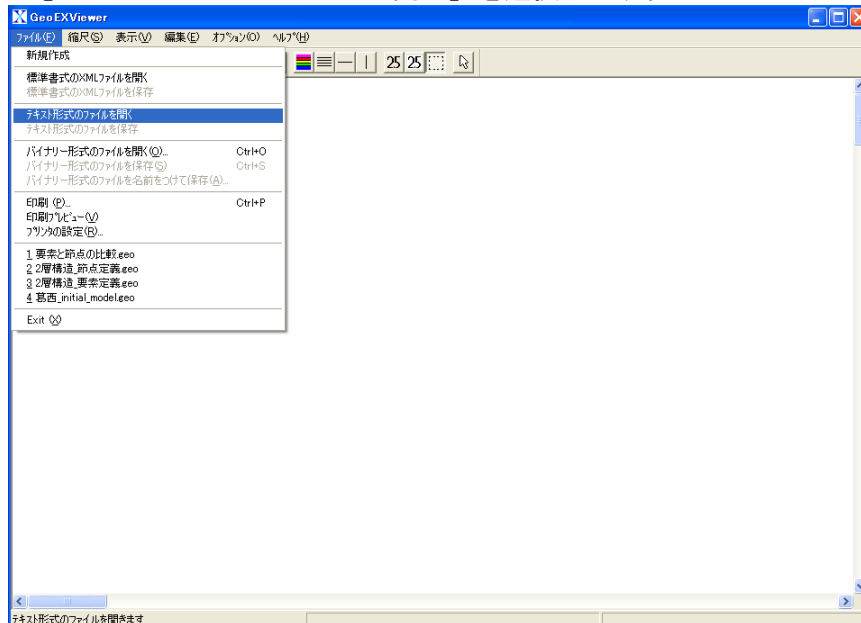 GeoEXViewer
ファイル(F) 縮尺(S) 表示(V) 編集(E) オプション(O) ヘルプ(H)
新規作成
25 25
標準書式のXMLファイルを開く
標準書式のXMLファイルを保存
テキスト形式のファイルを開く
テキスト形式のファイルを保存
バイナリー形式のファイルを開く(O)... Ctrl+O
バイナリー形式のファイルを保存(S) Ctrl+S
バイナリー形式のファイルを名前をつけて保存(A)...
印刷 (P)... Ctrl+P
印刷プレビュー(V)
プリンタの設定(R)...
1 要素と節点の比較.geo
2 2層構造_節点定義.geo
3 2層構造_要素定義.geo
4 葛西_initial_model.geo
Exit (X)
テキスト形式のファイルを開きます